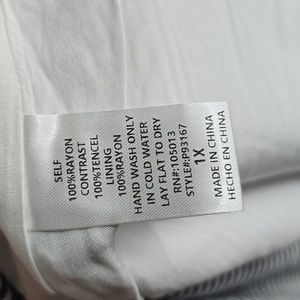 SELF
100%RAYON
CONTRAST
100%TENCEL
LINING
100%RAYON
HAND WASH ONLY
IN COLD WATER
LAY FLAT TO DRY
RN#:105013
STYLE#:P93167
1X
MADE IN CHINA
HECHO EN CHINA